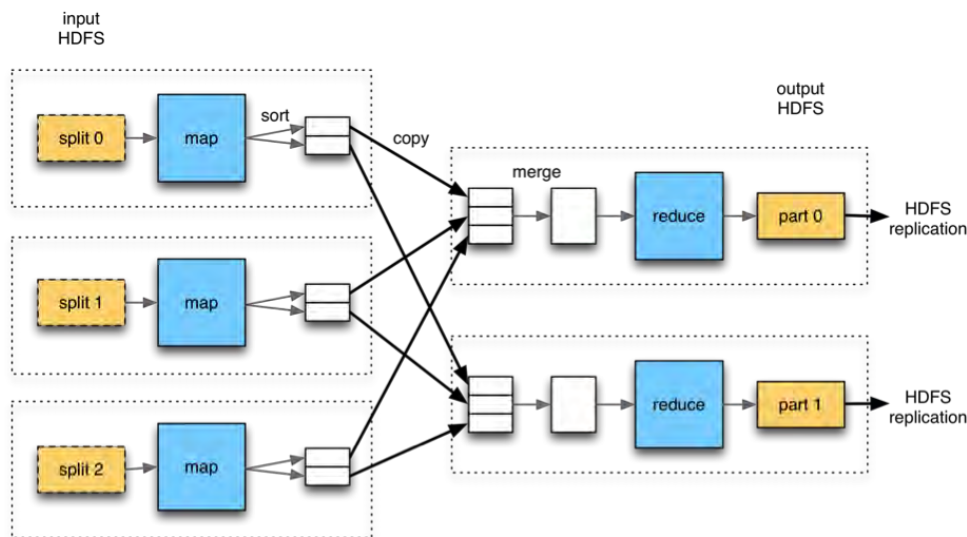 input
HDFS
output
HDFS
sort
split 0
map
copy
merge
reduce
part 0
HDFS
replication
split 1
map
reduce
part 1
HDFS
replication
split 2
map